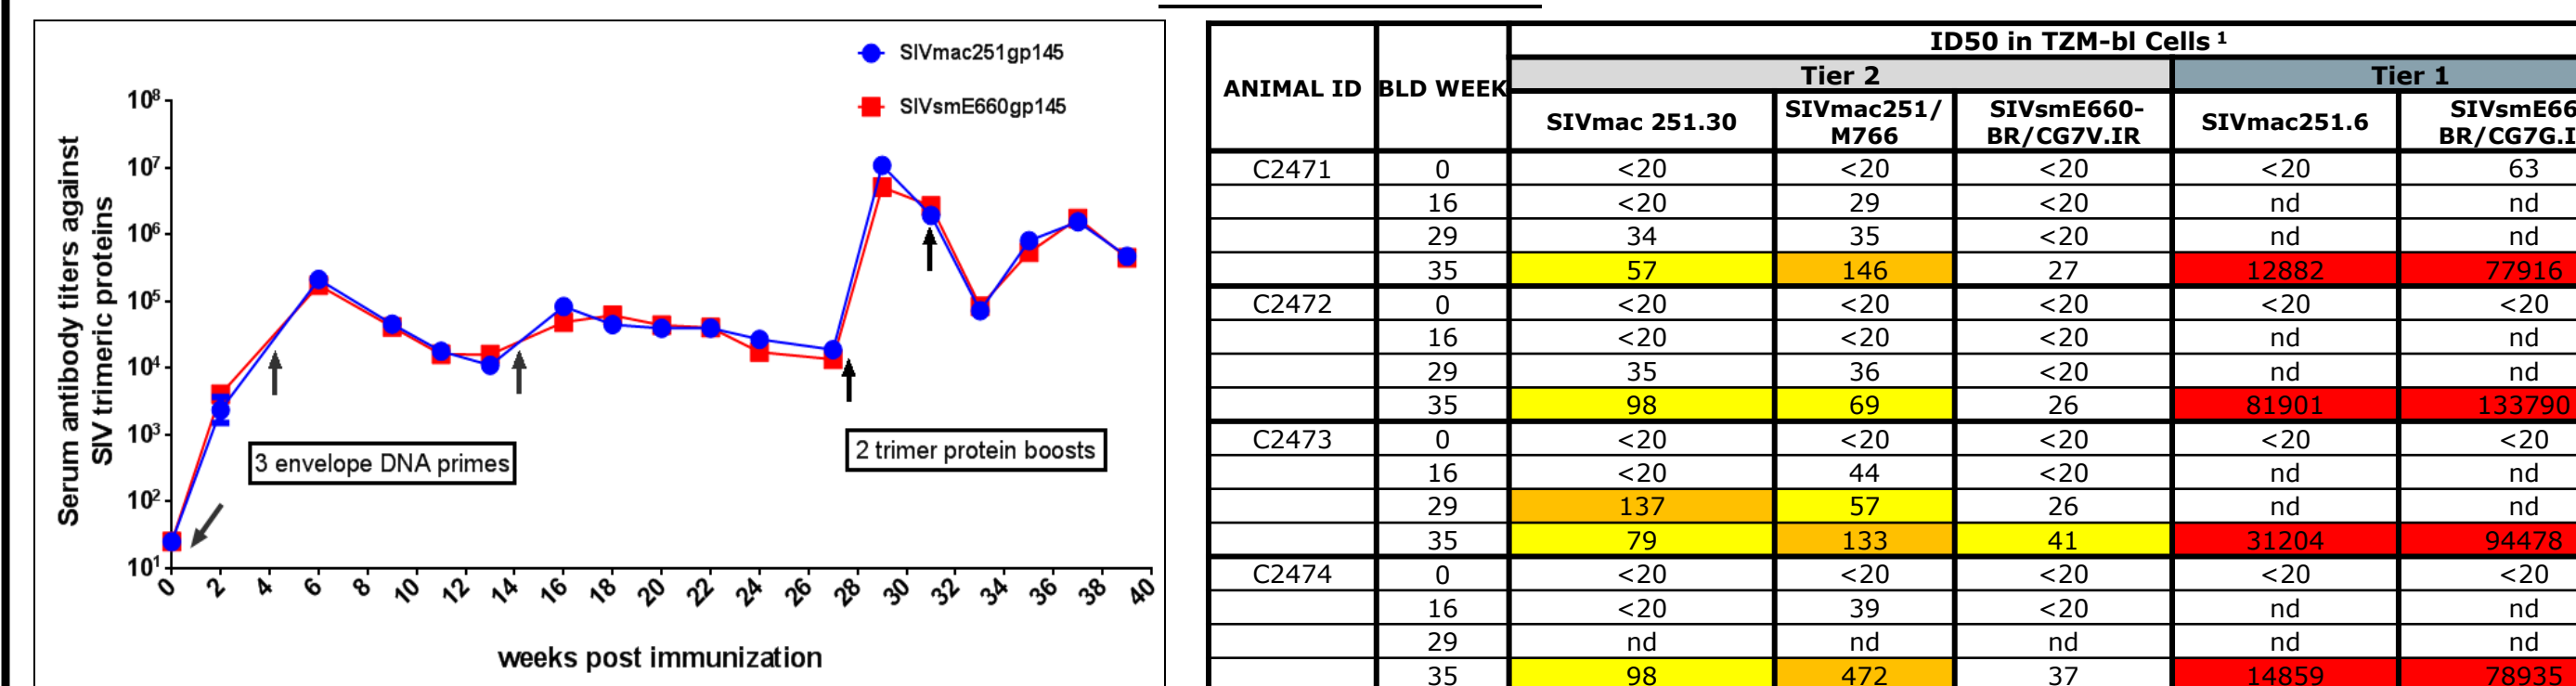 SIVmac251gp145
SIVsmE660gp145
Serum antibody titers against
SIV trimeric proteins
10⁸
10⁷
10⁶
10⁵
10⁴
10³
10²
10¹
3 envelope DNA primes
2 trimer protein boosts
0 2 4 6 8 10 12 14 16 18 20 22 24 26 28 30 32 34 36 38 40
weeks post immunization
ANIMAL ID BLD WEEK ID50 in TZM-bl Cells ¹
Tier 2 Tier 1
SIVmac 251.30 SIVmac251/ M766 SIVsmE660- BR/CG7V.IR SIVmac251.6 SIVsmE66 BR/CG7G.I
C2471 0 <20 <20 <20 <20 63
16 <20 29 <20 nd nd
29 34 35 <20 nd nd
35 57 146 27 12882 77916
C2472 0 <20 <20 <20 <20 <20
16 <20 <20 <20 nd nd
29 35 36 <20 nd nd
35 98 69 26 81901 133790
C2473 0 <20 <20 <20 <20 <20
16 <20 44 <20 nd nd
29 137 57 26 nd nd
35 79 133 41 31204 94478
C2474 0 <20 <20 <20 <20 <20
16 <20 39 <20 nd nd
29 nd nd nd nd nd
35 98 472 37 14859 78935